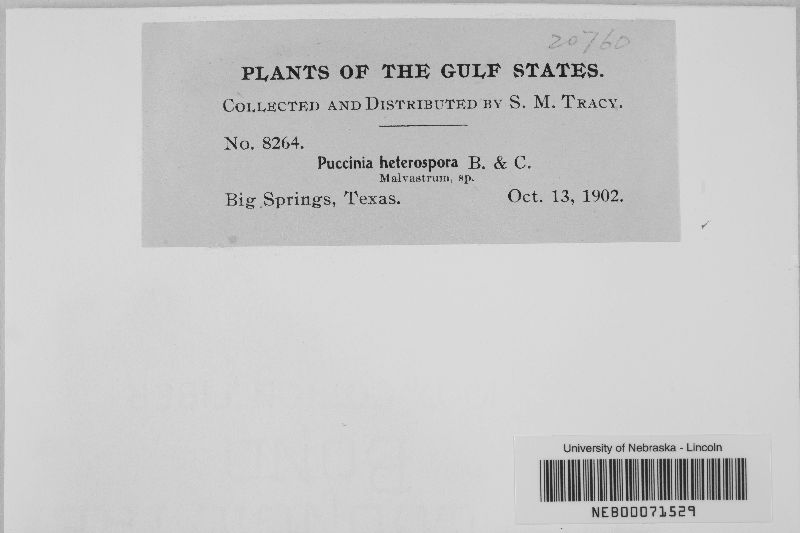 20760
PLANTS OF THE GULF STATES.
COLLECTED AND DISTRIBUTED BY S. M. TRACY.
No. 8264.
Puccinia heterospora B. & C.
Malvastrum, sp.
Big Springs, Texas. Oct. 13, 1902.
University of Nebraska - Lincoln
NEB00071529